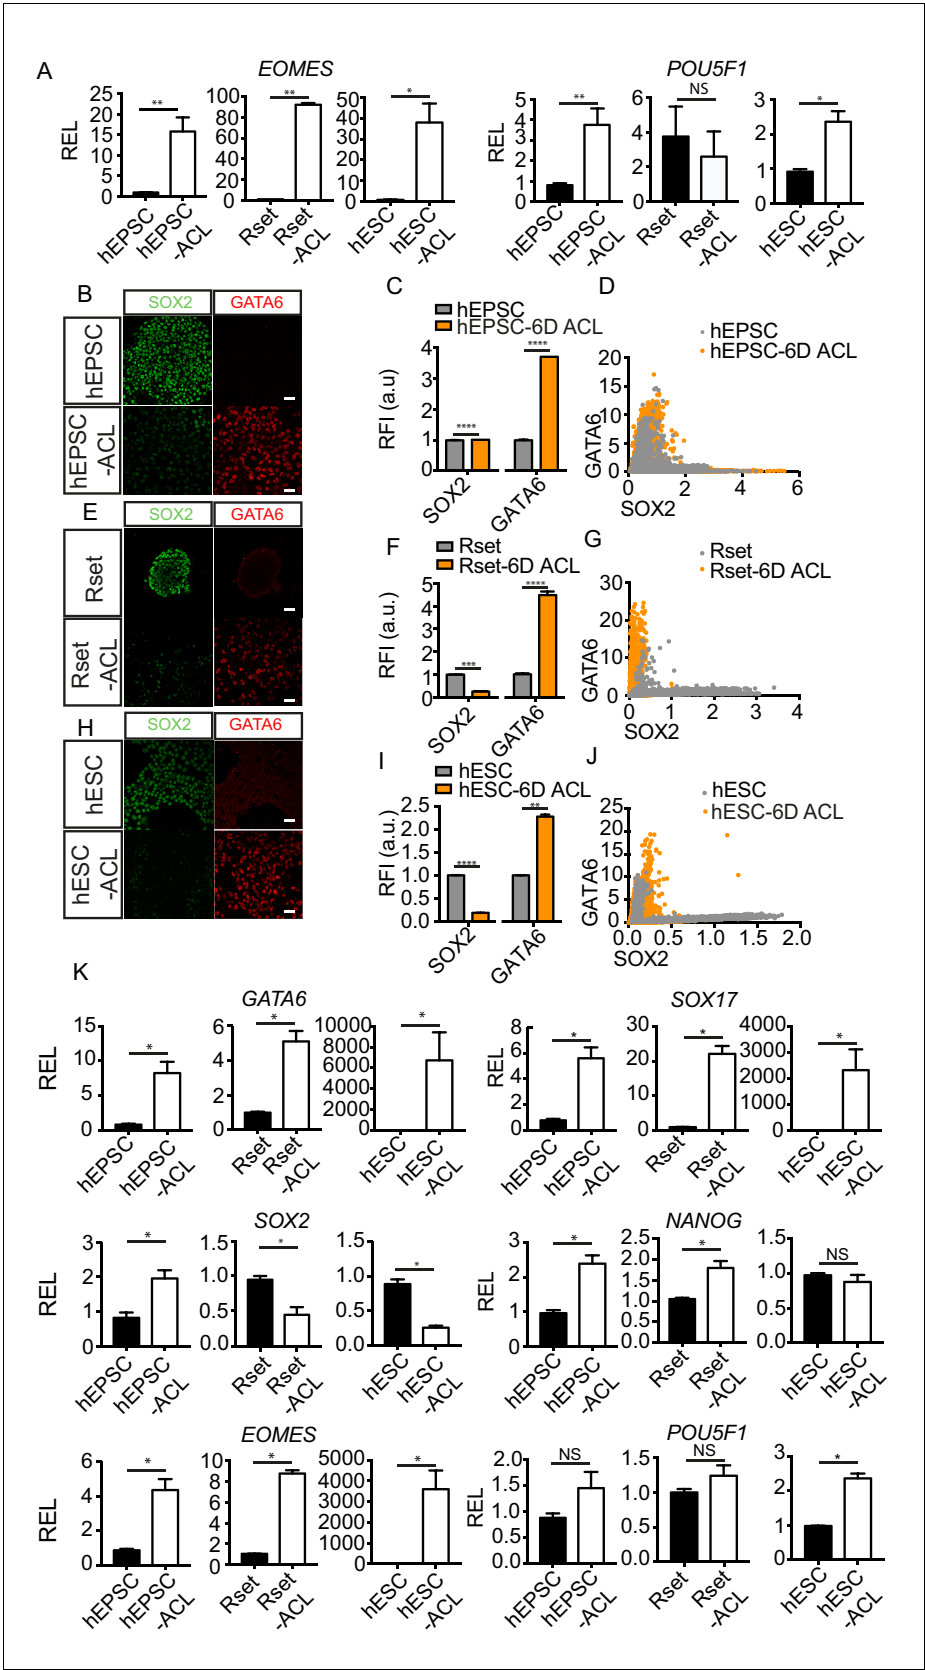 A
EOMES
POU5F1
REL
25
20
15
10
5
0
**
hEPSC
hEPSC
-ACL
100
80
60
40
20
0
**
Rset
Rset
-ACL
50
40
30
20
10
0
*
hESC
hESC
-ACL
REL
5
4
3
2
1
0
**
hEPSC
hEPSC
-ACL
6
4
2
0
NS
Rset
Rset
-ACL
3
2
1
0
*
hESC
hESC
-ACL
B
SOX2
GATA6
hEPSC
hEPSC
-ACL
C
hEPSC
hEPSC-6D ACL
RFI (a.u)
4
3
2
1
0
****
****
SOX2
GATA6
D
hEPSC
hEPSC-6D ACL
GATA6
20
15
10
5
0
0 2 4 6
SOX2
E
SOX2
GATA6
Rset
Rset
-ACL
F
Rset
Rset-6D ACL
RFI (a.u.)
5
4
3
2
1
0
***
****
SOX2
GATA6
G
Rset
Rset-6D ACL
GATA6
30
20
10
0
0 1 2 3 4
SOX2
H
SOX2
GATA6
hESC
hESC
-ACL
I
hESC
hESC-6D ACL
RFI (a.u.)
2.5
2.0
1.5
1.0
0.5
0.0
****
**
SOX2
GATA6
J
hESC
hESC-6D ACL
GATA6
25
20
15
10
5
0
0.0 0.5 1.0 1.5 2.0
SOX2
K
GATA6
SOX17
REL
15
10
5
0
*
hEPSC
hEPSC
-ACL
6
4
2
0
*
Rset
Rset
-ACL
10000
8000
6000
4000
2000
0
*
hESC
hESC
-ACL
REL
8
6
4
2
0
*
hEPSC
hEPSC
-ACL
30
20
10
0
*
Rset
Rset
-ACL
4000
3000
2000
1000
0
*
hESC
hESC
-ACL
SOX2
NANOG
REL
3
2
1
0
*
hEPSC
hEPSC
-ACL
1.5
1.0
0.5
0.0
*
Rset
Rset
-ACL
1.5
1.0
0.5
0.0
*
hESC
hESC
-ACL
REL
3
2
1
0
*
hEPSC
hEPSC
-ACL
2.5
2.0
1.5
1.0
0.5
0.0
*
Rset
Rset
-ACL
1.5
1.0
0.5
0.0
NS
hESC
hESC
-ACL
EOMES
POU5F1
REL
6
4
2
0
*
hEPSC
hEPSC
-ACL
10
8
6
4
2
0
*
Rset
Rset
-ACL
5000
4000
3000
2000
1000
0
*
hESC
hESC
-ACL
REL
2.0
1.5
1.0
0.5
0.0
NS
hEPSC
hEPSC
-ACL
1.5
1.0
0.5
0.0
NS
Rset
Rset
-ACL
3
2
1
0
*
hESC
hESC
-ACL